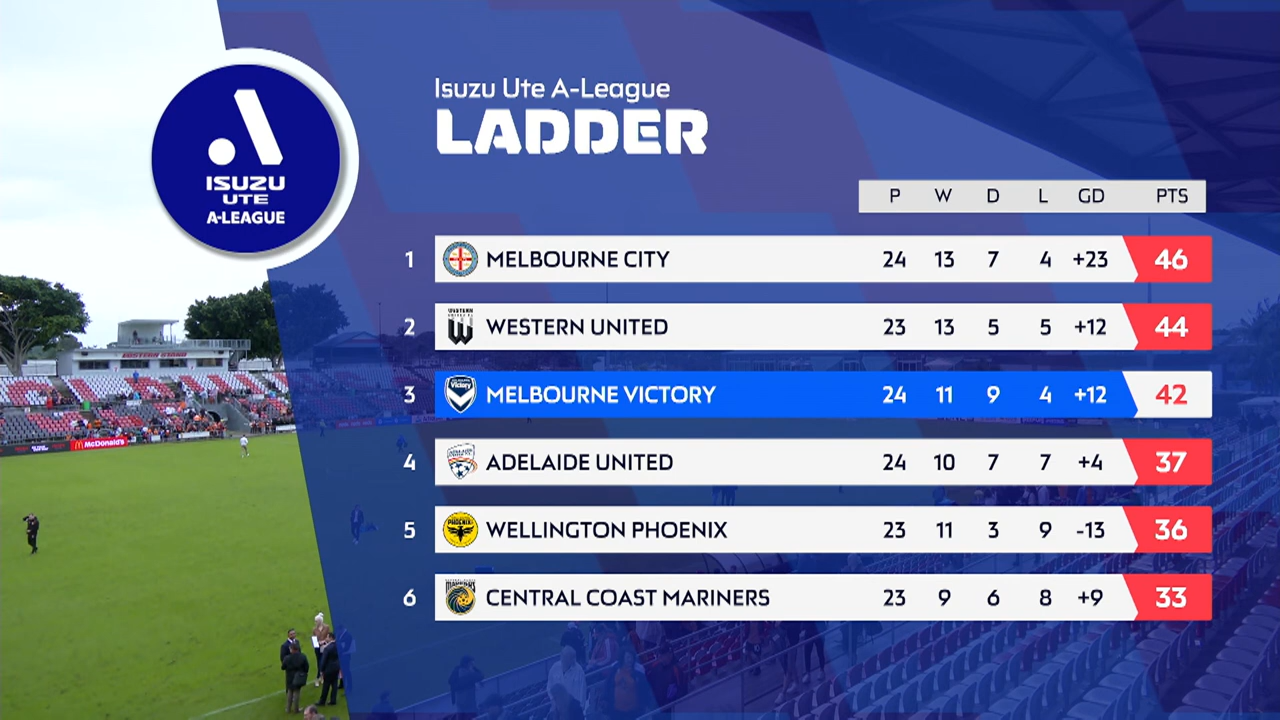 Isuzu Ute A-League
LADDER
ISUZU
UTE
A-LEAGUE
P W D L GD PTS
1 MELBOURNE CITY 24 13 7 4 +23 46
2 WESTERN UNITED 23 13 5 5 +12 44
3 MELBOURNE VICTORY 24 11 9 4 +12 42
4 ADELAIDE UNITED 24 10 7 7 +4 37
5 WELLINGTON PHOENIX 23 11 3 9 -13 36
6 CENTRAL COAST MARINERS 23 9 6 8 +9 33
EASTERN STAND
McDonald's